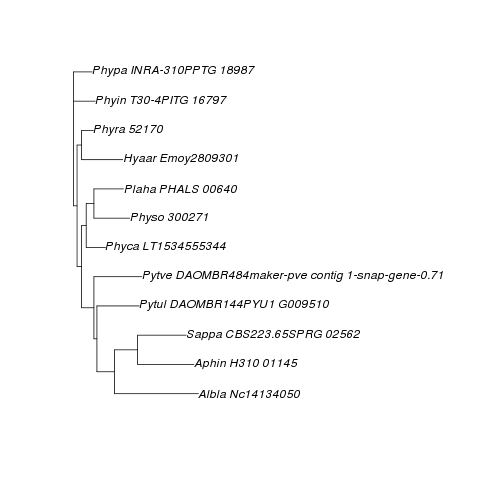 Phypa INRA-310PPTG 18987
Phyin T30-4PITG 16797
Phyra 52170
Hyaar Emoy2809301
Plaha PHALS 00640
Physo 300271
Phyca LT1534555344
Pytve DAOMBR484maker-pve contig 1-snap-gene-0.71
Pytul DAOMBR144PYU1 G009510
Sappa CBS223.65SPRG 02562
Aphin H310 01145
Albla Nc14134050